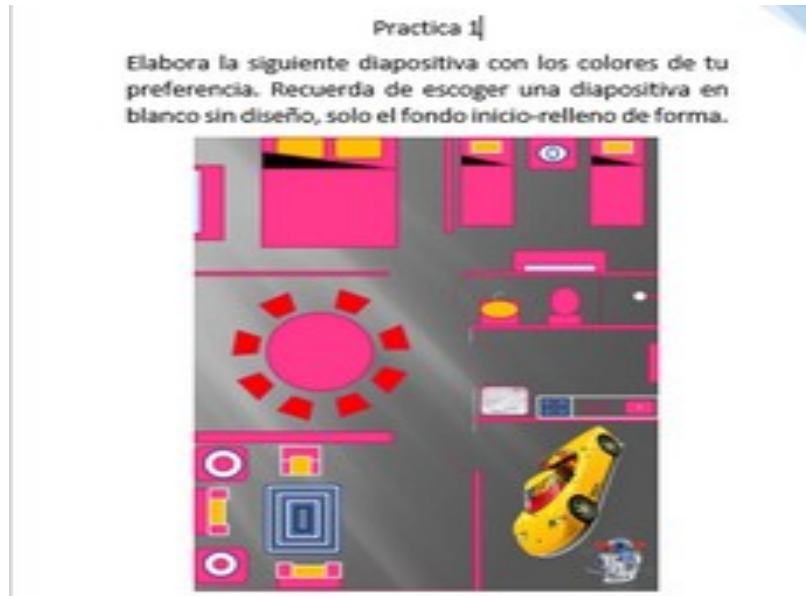 Practica 1
Elabora la siguiente diapositiva con los colores de tu
preferencia. Recuerda de escoger una diapositiva en
blanco sin diseño, solo el fondo inicio-relleno de forma.